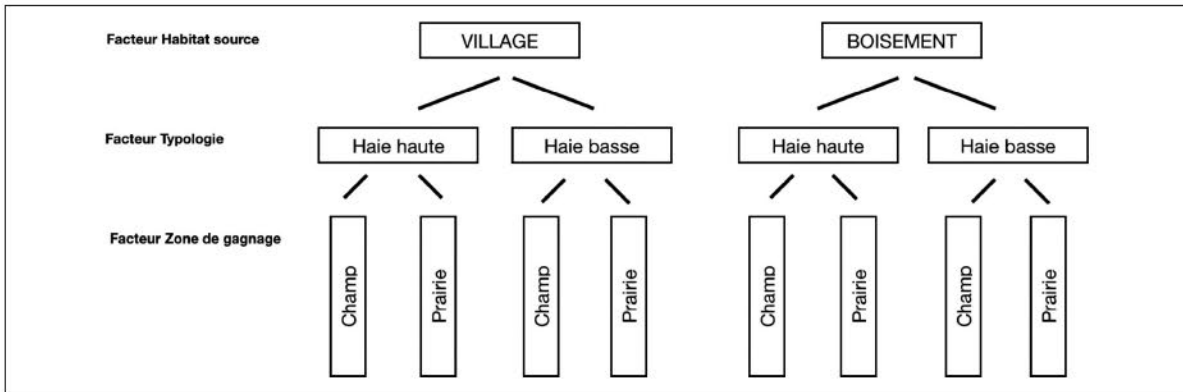 Facteur Habitat source
VILLAGE
BOISEMENT
Facteur Typologie
Haie haute
Haie basse
Haie haute
Haie basse
Facteur Zone de gagnage
Champ
Prairie
Champ
Prairie
Champ
Prairie
Champ
Prairie